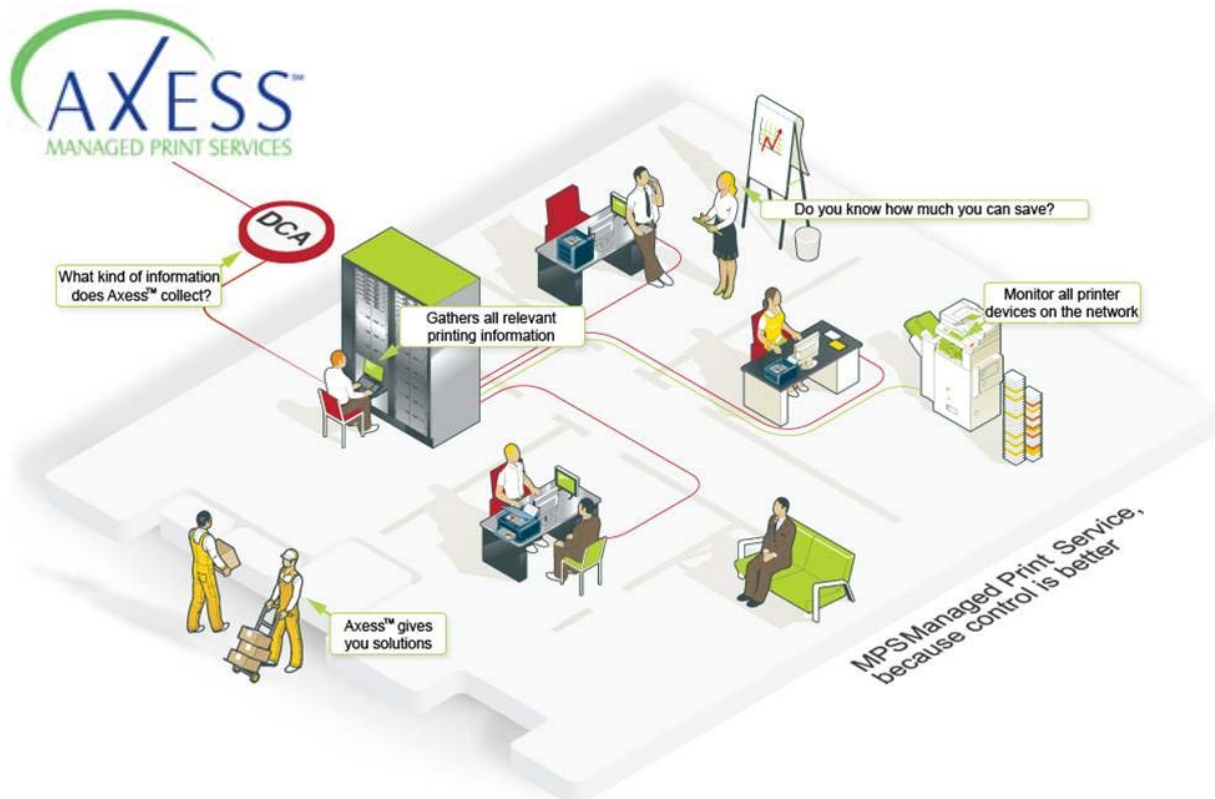 AXESS℠
MANAGED PRINT SERVICES
DCA
What kind of information
does Axess™ collect?
Gathers all relevant
printing information
Do you know how much you can save?
Monitor all printer
devices on the network
Axess™ gives
you solutions
MPSManaged Print Service,
because control is better